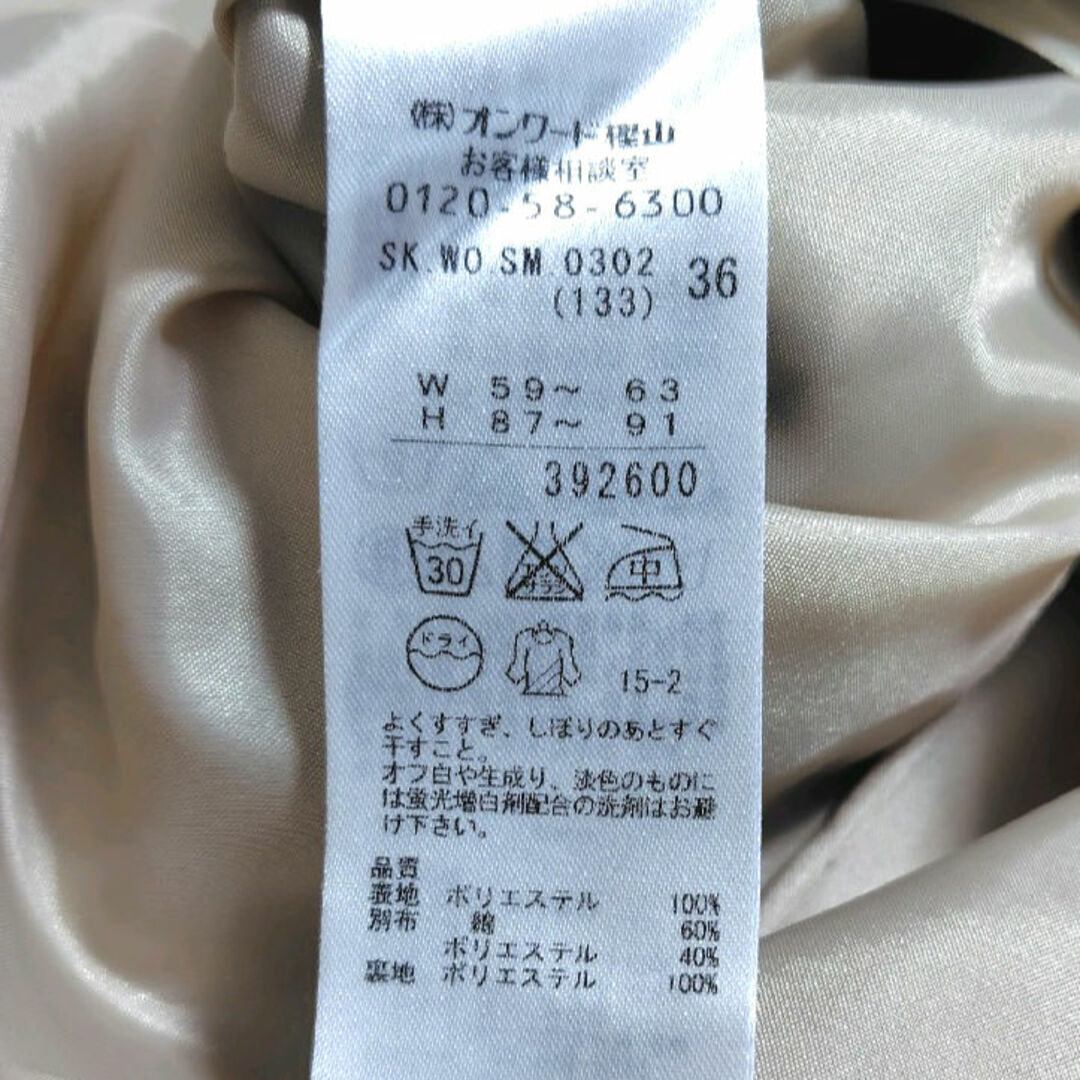 (株)オンワード樫山
お客様相談室
0120-58-6300
SK.WO.SM.0302 36
(133)
W 59～ 63
H 87～ 91
392600
手洗イ
30
エンソ
サラシ
中
ドライ
15-2
よくすすぎ、しぼりのあとすぐ
干すこと。
オフ白や生成り、淡色のものに
は蛍光増白剤配合の洗剤はお避
け下さい。
品質
表地 ポリエステル 100%
別布 綿 60%
ポリエステル 40%
裏地 ポリエステル 100%